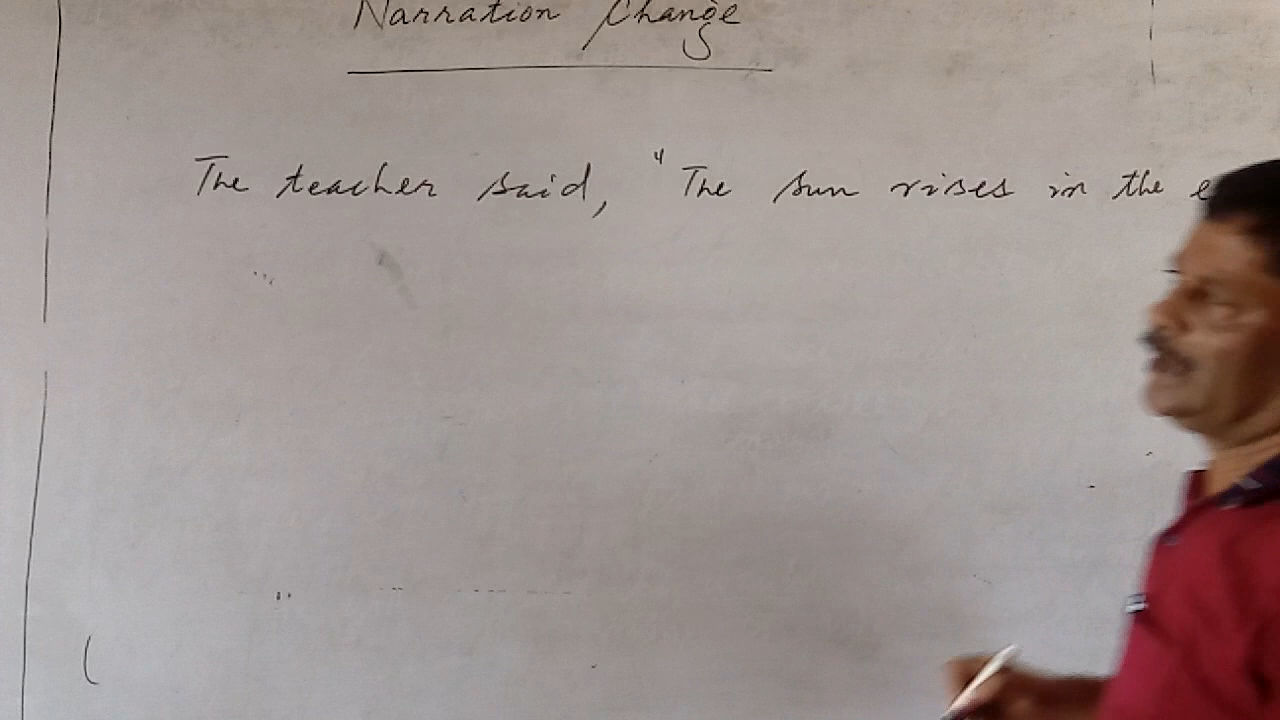 Narration Change
The teacher said, "The sun rises in the